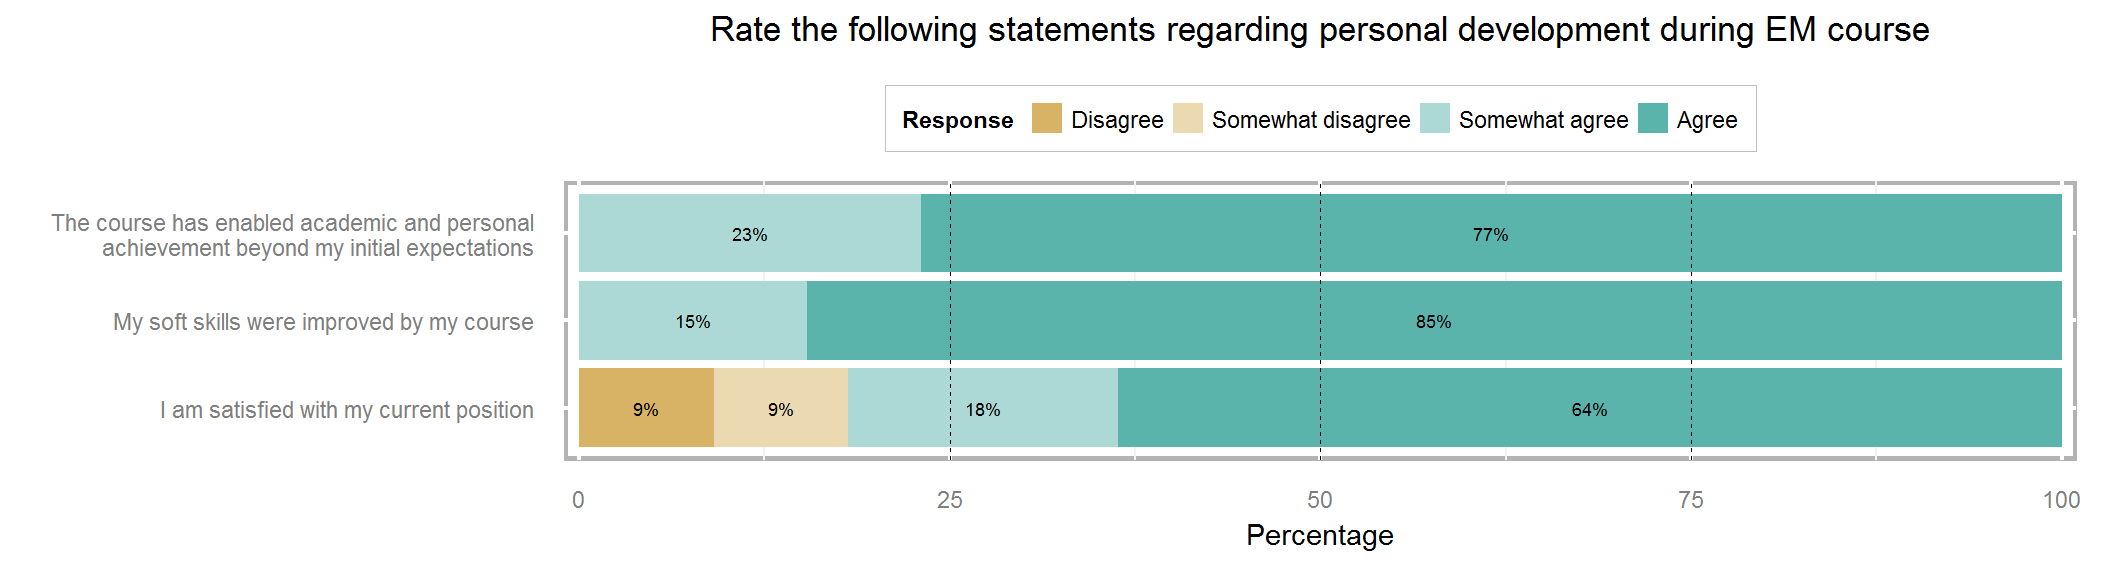 Rate the following statements regarding personal development during EM course
Response Disagree Somewhat disagree Somewhat agree Agree
The course has enabled academic and personal
achievement beyond my initial expectations
23% 77%
My soft skills were improved by my course
15% 85%
I am satisfied with my current position
9% 9% 18% 64%
0 25 50 75 100
Percentage